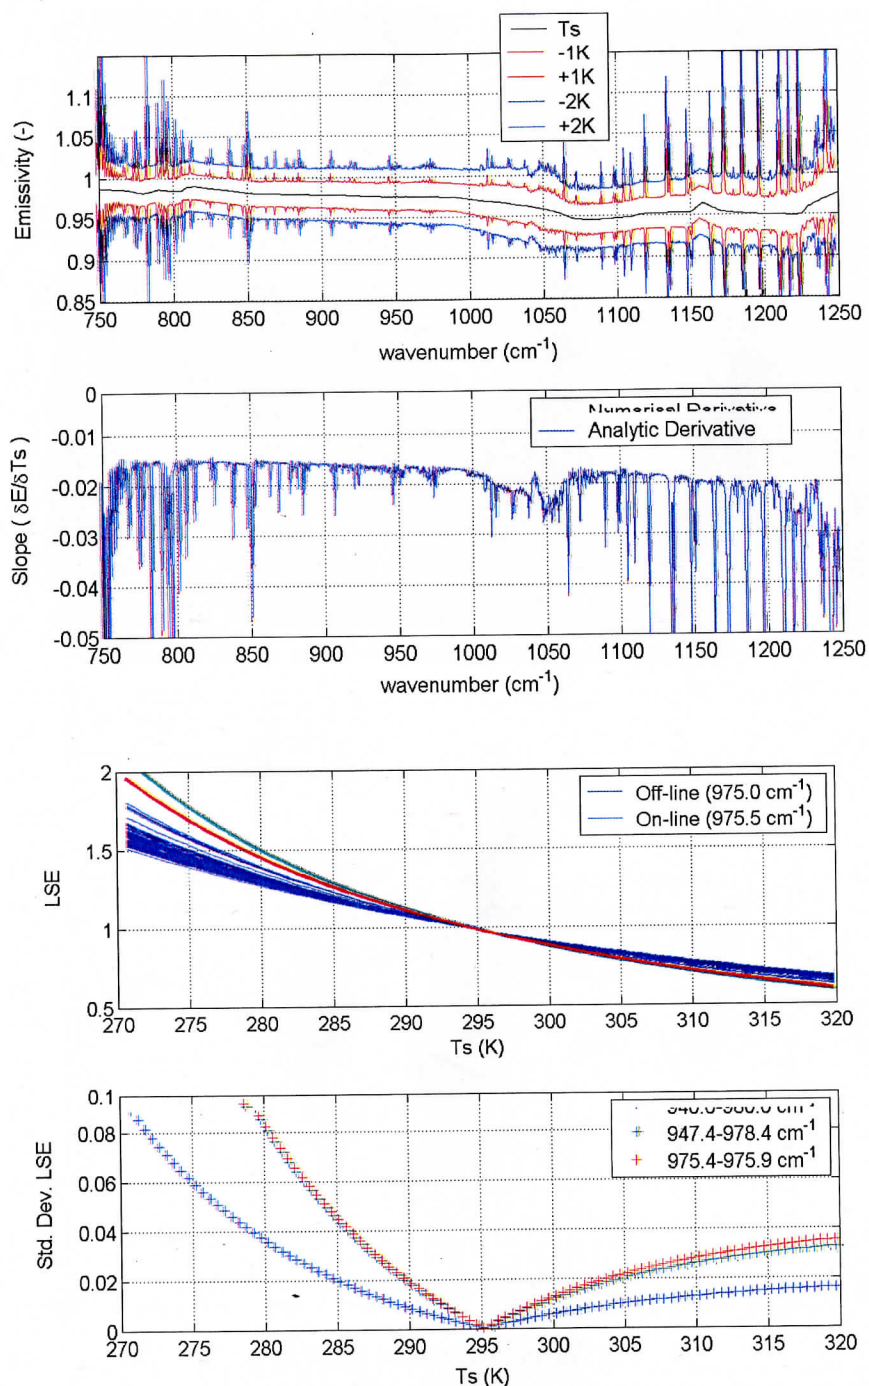 Ts
-1K
+1K
-2K
+2K
Emissivity (-)
1.1
1.05
1
0.95
0.9
0.85
750 800 850 900 950 1000 1050 1100 1150 1200 1250
wavenumber (cm-1)
Numerical Derivative
Analytic Derivative
Slope ( δE/δTs )
0
-0.01
-0.02
-0.03
-0.04
-0.05
750 800 850 900 950 1000 1050 1100 1150 1200 1250
wavenumber (cm-1)
Off-line (975.0 cm-1)
On-line (975.5 cm-1)
LSE
2
1.5
1
0.5
270 275 280 285 290 295 300 305 310 315 320
Ts (K)
947.4-978.4 cm-1
975.4-975.9 cm-1
Std. Dev. LSE
0.1
0.08
0.06
0.04
0.02
0
270 275 280 285 290 295 300 305 310 315 320
Ts (K)